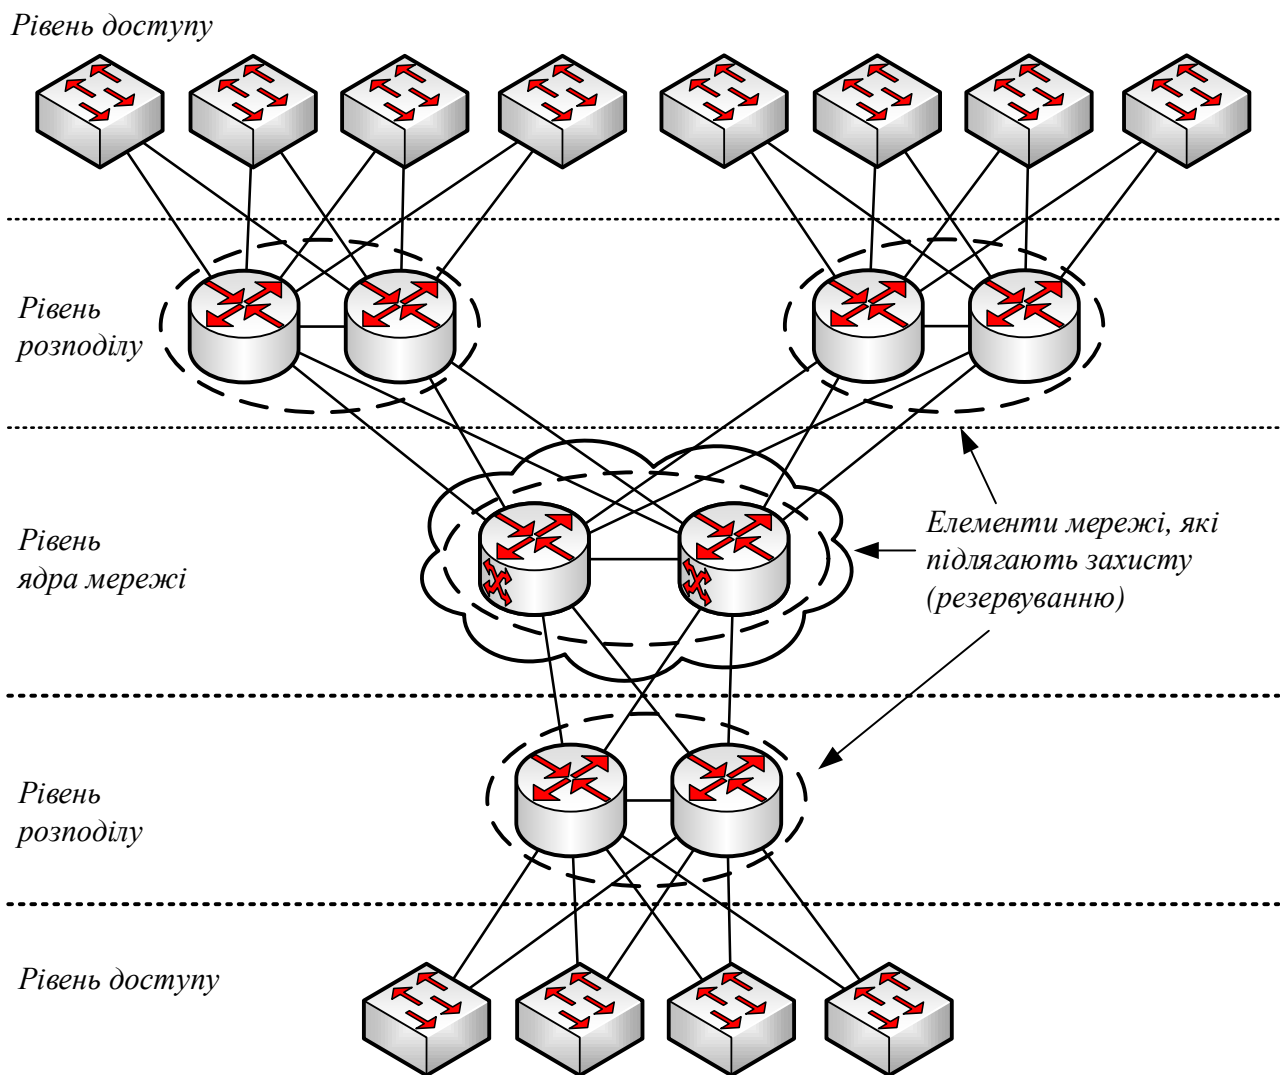 Рівень доступу
Рівень
розподілу
Рівень
ядра мережі
Елементи мережі, які
підлягають захисту
(резервуванню)
Рівень
розподілу
Рівень доступу